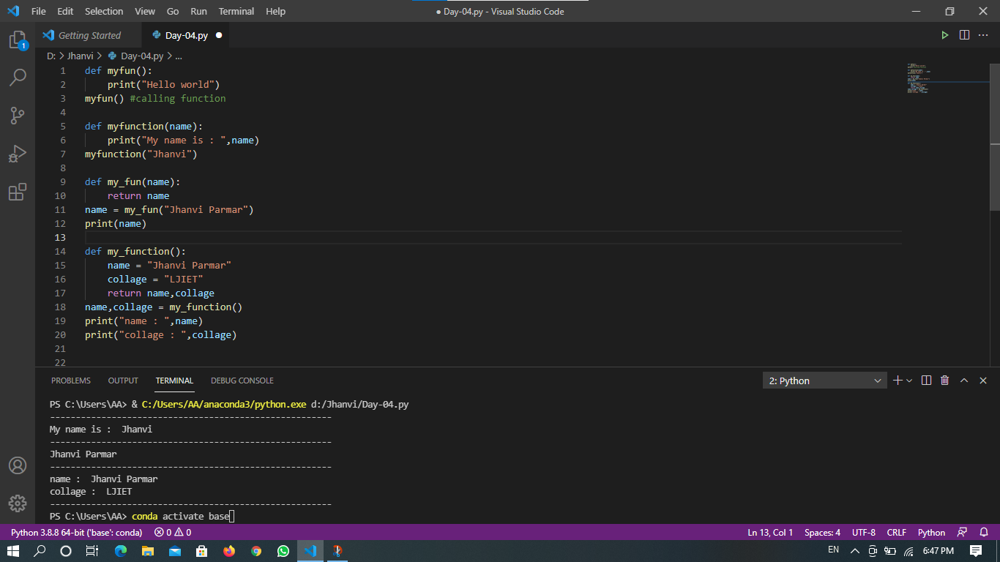 File Edit Selection View Go Run Terminal Help
● Day-04.py - Visual Studio Code
1
Getting Started
Day-04.py ●
D: > Jhanvi > Day-04.py > ...
1 def myfun():
2     print("Hello world")
3 myfun() #calling function
4
5 def myfunction(name):
6     print("My name is : ",name)
7 myfunction("Jhanvi")
8
9 def my_fun(name):
10     return name
11 name = my_fun("Jhanvi Parmar")
12 print(name)
13
14 def my_function():
15     name = "Jhanvi Parmar"
16     collage = "LJIET"
17     return name,collage
18 name,collage = my_function()
19 print("name : ",name)
20 print("collage : ",collage)
21
22
PROBLEMS OUTPUT TERMINAL DEBUG CONSOLE
2: Python
PS C:\Users\AA> & C:/Users/AA/anaconda3/python.exe d:/Jhanvi/Day-04.py
-------------------------------------------------------
My name is :  Jhanvi
-------------------------------------------------------
Jhanvi Parmar
-------------------------------------------------------
name :  Jhanvi Parmar
collage :  LJIET
-------------------------------------------------------
PS C:\Users\AA> conda activate base
Python 3.8.8 64-bit ('base': conda) 0 0
Ln 13, Col 1 Spaces: 4 UTF-8 CRLF Python
EN
6:47 PM